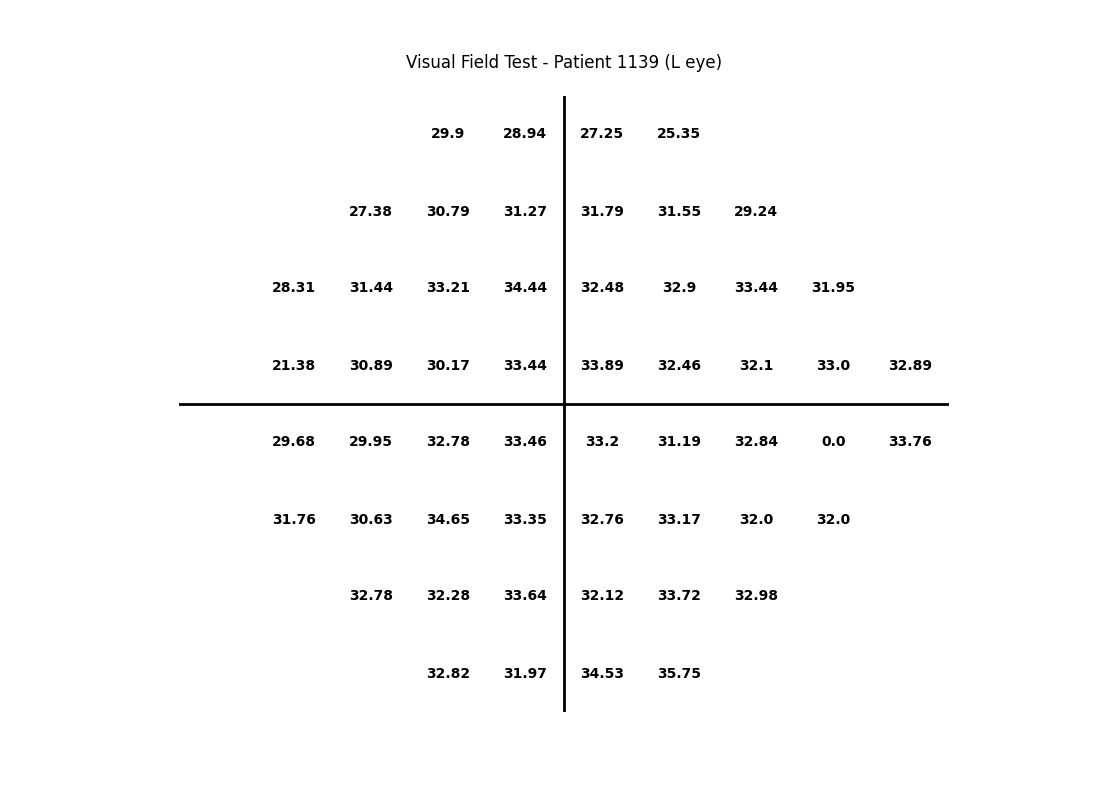 Visual Field Test - Patient 1139 (L eye)
29.9 28.94 27.25 25.35
27.38 30.79 31.27 31.79 31.55 29.24
28.31 31.44 33.21 34.44 32.48 32.9 33.44 31.95
21.38 30.89 30.17 33.44 33.89 32.46 32.1 33.0 32.89
29.68 29.95 32.78 33.46 33.2 31.19 32.84 0.0 33.76
31.76 30.63 34.65 33.35 32.76 33.17 32.0 32.0
32.78 32.28 33.64 32.12 33.72 32.98
32.82 31.97 34.53 35.75